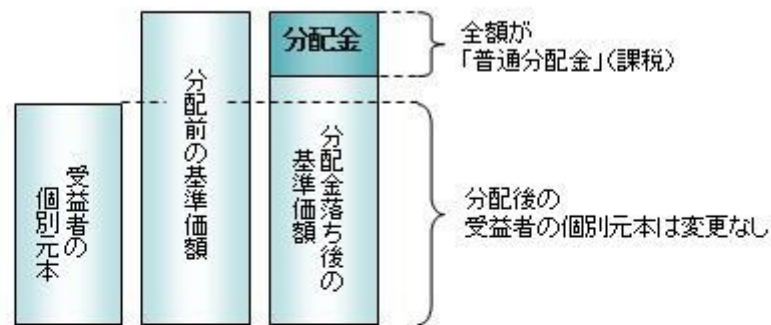 受益者の
個別元本
分配前の基準価額
分配金
分配金落ち後の
基準価額
全額が
「普通分配金」(課税)
分配後の
受益者の個別元本は変更なし